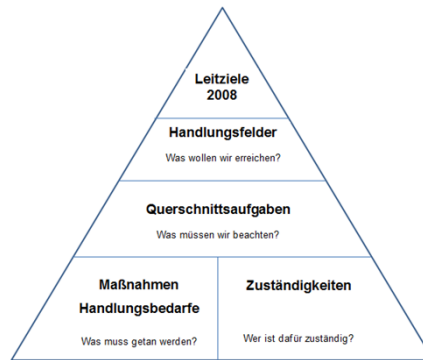 Leitziele
2008
Handlungsfelder
Was wollen wir erreichen?
Querschnittsaufgaben
Was müssen wir beachten?
Maßnahmen
Handlungsbedarfe
Was muss getan werden?
Zuständigkeiten
Wer ist dafür zuständig?